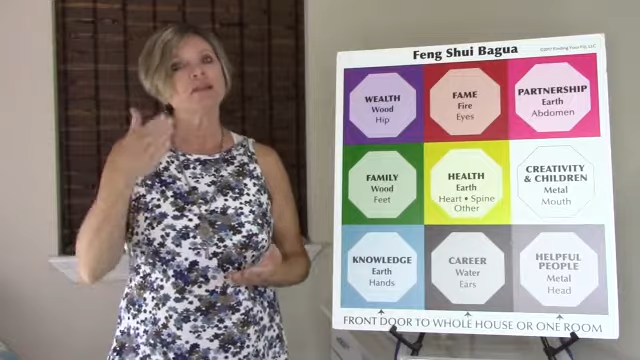 Feng Shui Bagua
WEALTH
Wood
Hip
FAME
Fire
Eyes
PARTNERSHIP
Earth
Abdomen
FAMILY
Wood
Feet
HEALTH
Earth
Heart • Spine
Other
CREATIVITY
& CHILDREN
Metal
Mouth
KNOWLEDGE
Earth
Hands
CAREER
Water
Ears
HELPFUL
PEOPLE
Metal
Head
FRONT DOOR TO WHOLE HOUSE OR ONE ROOM